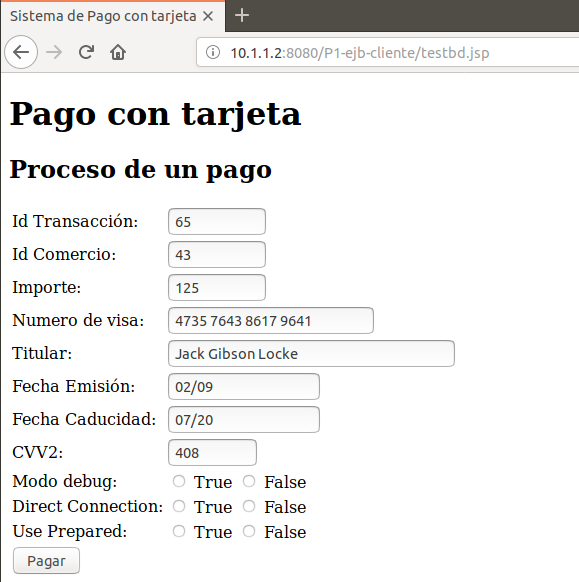 Sistema de Pago con tarjeta
10.1.1.2:8080/P1-ejb-cliente/testbd.jsp
Pago con tarjeta
Proceso de un pago
Id Transacción: 65
Id Comercio: 43
Importe: 125
Numero de visa: 4735 7643 8617 9641
Titular: Jack Gibson Locke
Fecha Emisión: 02/09
Fecha Caducidad: 07/20
CVV2: 408
Modo debug: True False
Direct Connection: True False
Use Prepared: True False
Pagar